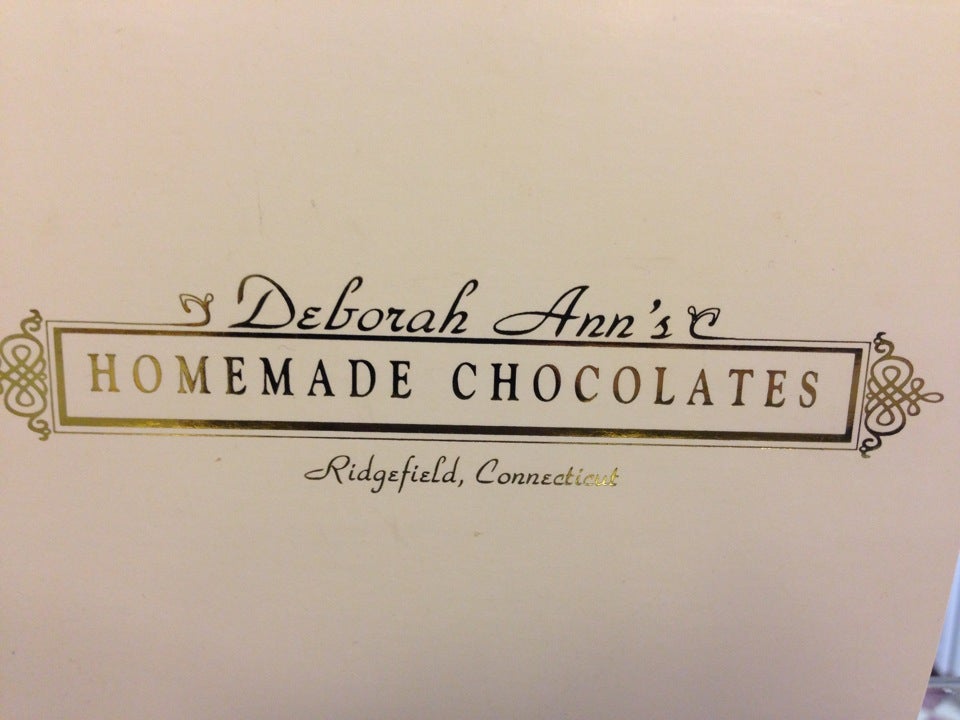 Deborah Ann's
HOMEMADE CHOCOLATES
Ridgefield, Connecticut